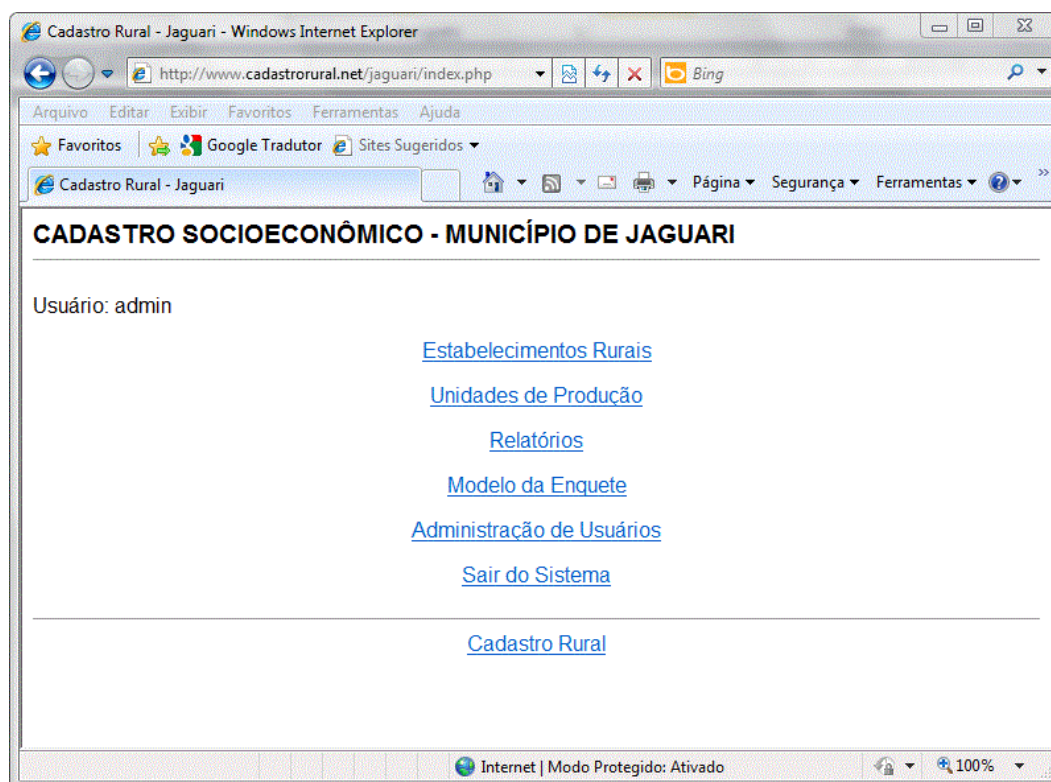 Cadastro Rural - Jaguari - Windows Internet Explorer
http://www.cadastrorural.net/jaguari/index.php Bing
Arquivo Editar Exibir Favoritos Ferramentas Ajuda
Favoritos Google Tradutor Sites Sugeridos
Cadastro Rural - Jaguari Página Segurança Ferramentas »
CADASTRO SOCIOECONÔMICO - MUNICÍPIO DE JAGUARI
Usuário: admin
Estabelecimentos Rurais
Unidades de Produção
Relatórios
Modelo da Enquete
Administração de Usuários
Sair do Sistema
Cadastro Rural
Internet | Modo Protegido: Ativado 100%